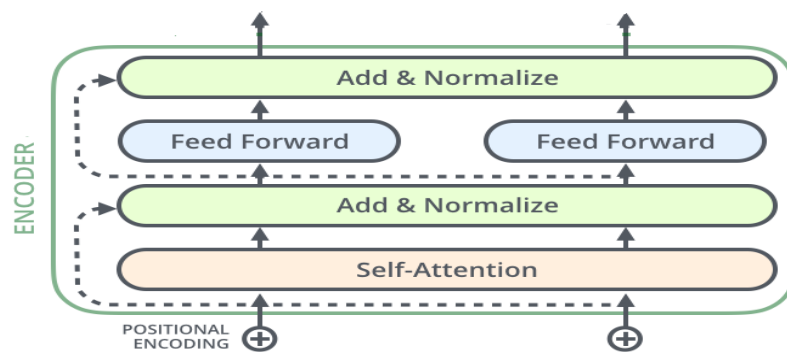 Add & Normalize
Feed Forward Feed Forward
ENCODER
Add & Normalize
Self-Attention
POSITIONAL
ENCODING